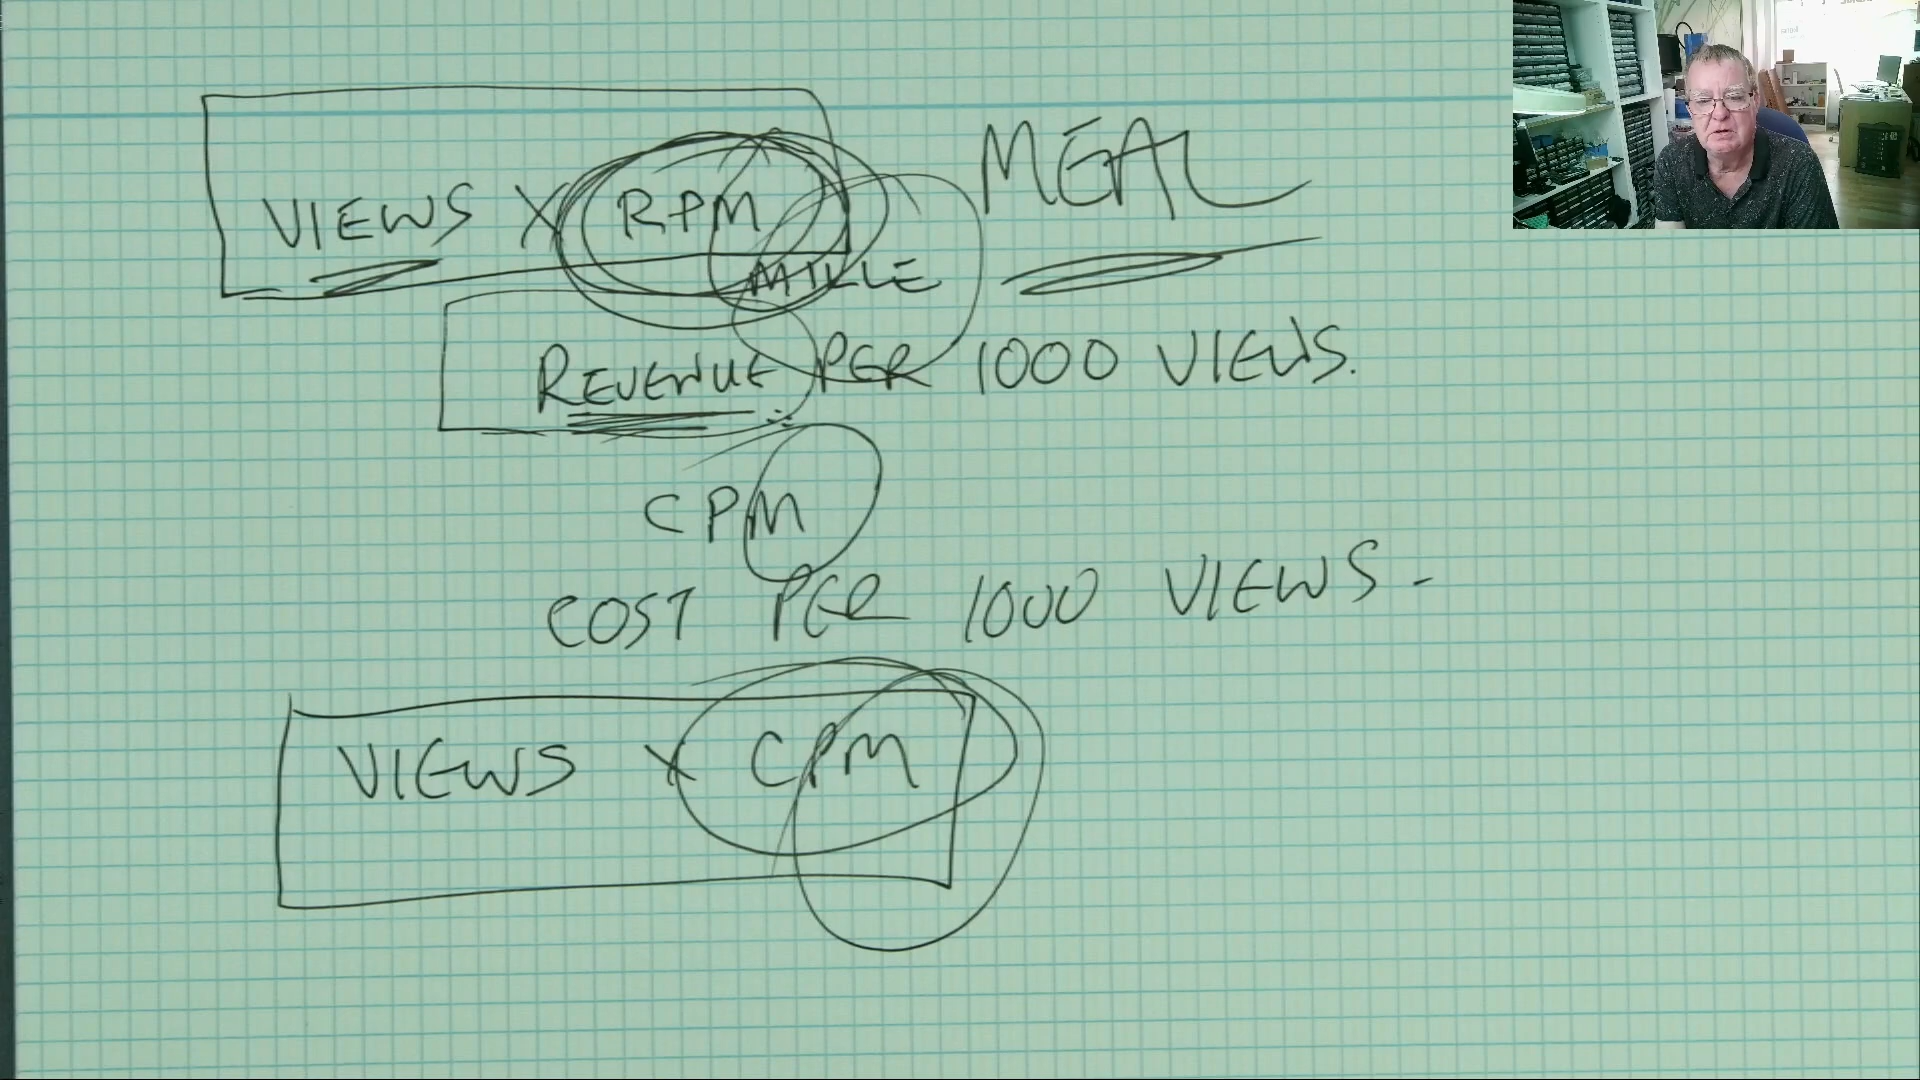 VIEWS X RPM MEAL
MILLE
REVENUE PER 1000 VIEWS.
CPM
COST PER 1000 VIEWS -
VIEWS X CPM